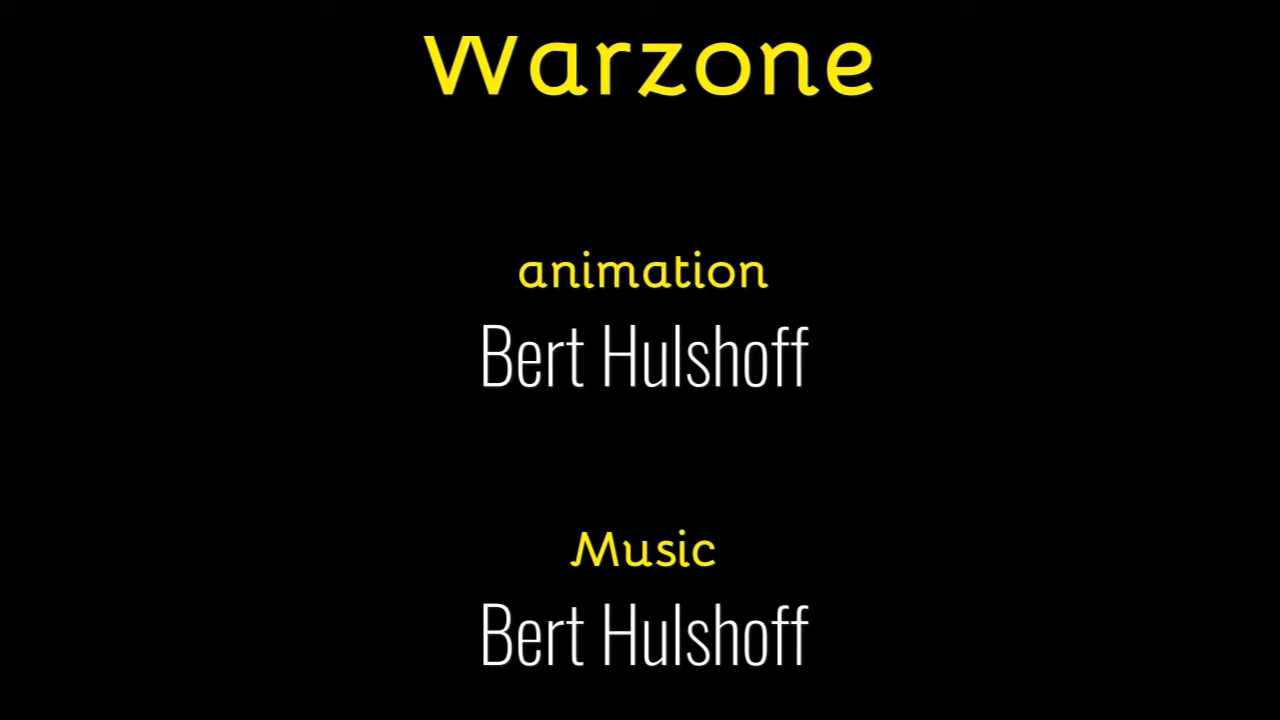 Warzone
animation
Bert Hulshoff
Music
Bert Hulshoff